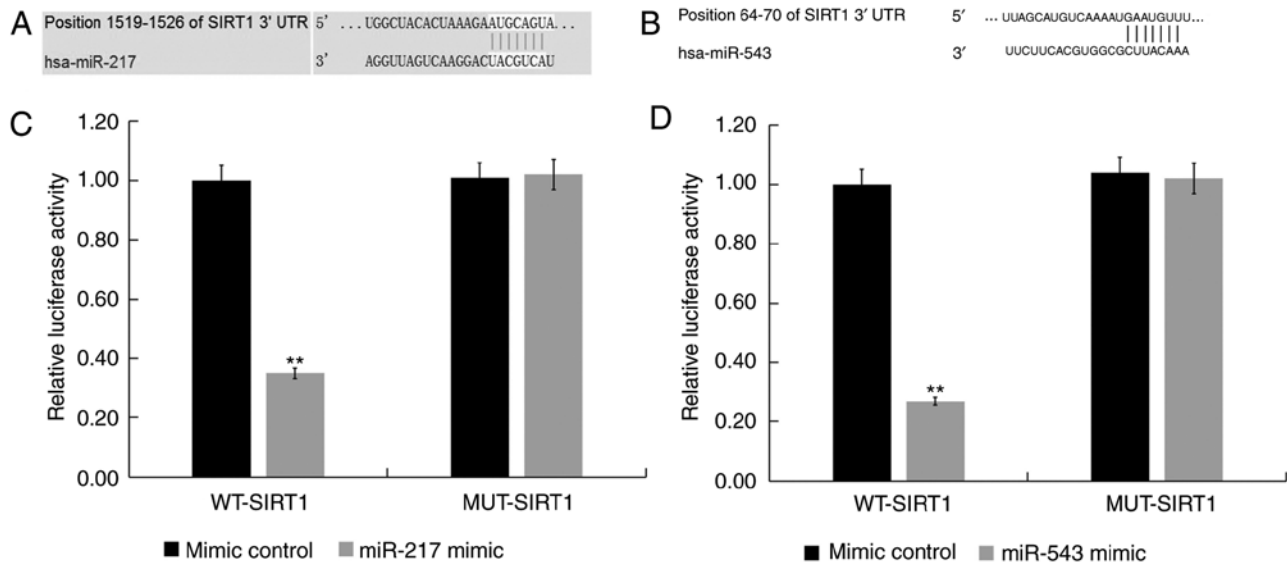 A
Position 1519-1526 of SIRT1 3′ UTR 5’ ...UGGCUACACUAAAGAAUGCAGUA...
hsa-miR-217 3’ AGGUUAGUCAAGGACUACGUCAU
B
Position 64-70 of SIRT1 3′ UTR 5′ ... UUAGCAUGUCAAAAUGAAUGUUU...
hsa-miR-543 3′ UUCUUCACGUGGCGCUUACAAA
C
Relative luciferase activity
1.20
1.00
0.80
0.60
0.40
0.20
0.00
**
WT-SIRT1 MUT-SIRT1
Mimic control miR-217 mimic
D
Relative luciferase activity
1.20
1.00
0.80
0.60
0.40
0.20
0.00
**
WT-SIRT1 MUT-SIRT1
Mimic control miR-543 mimic